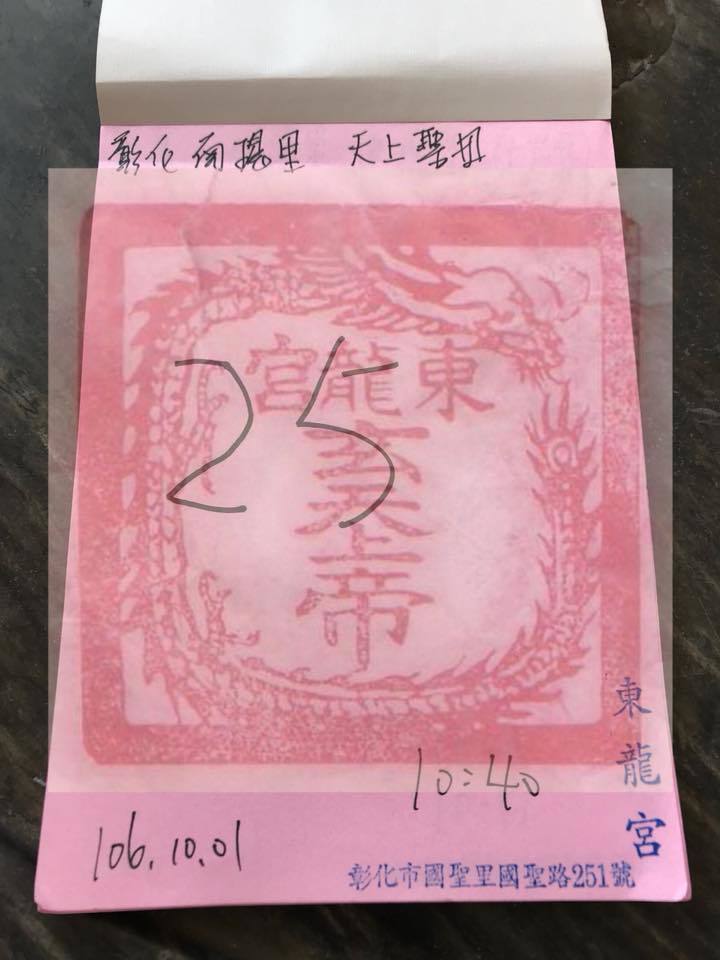 彰化 里 天上聖母
25
東龍宮
玄天上帝
10:40
106.10.01
東龍宮
彰化市國聖里國聖路251號